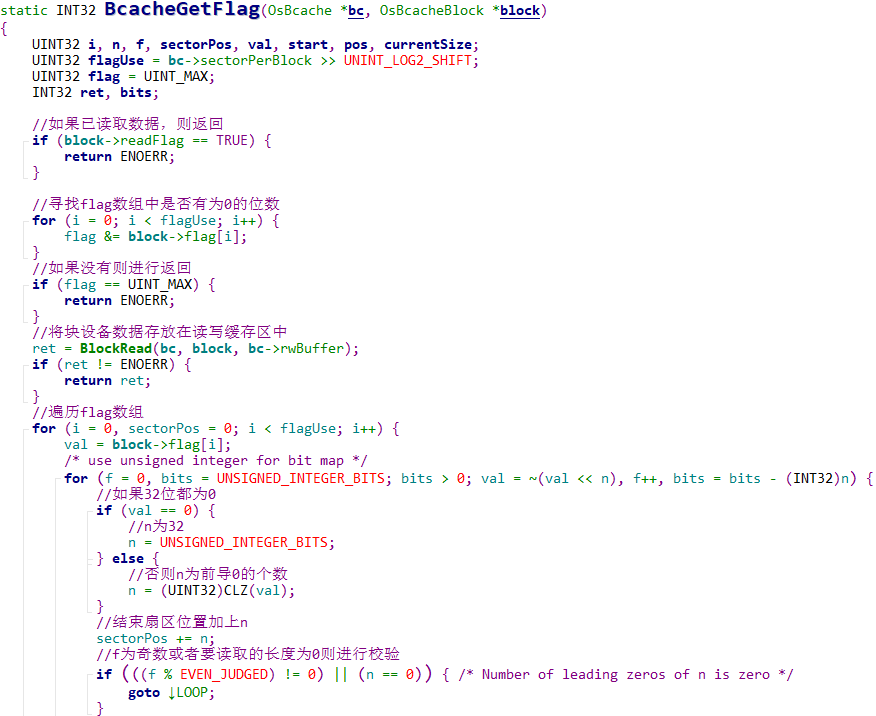 static INT32 BcacheGetFlag(OsBcache *bc, OsBcacheBlock *block)
{
    UINT32 i, n, f, sectorPos, val, start, pos, currentSize;
    UINT32 flagUse = bc->sectorPerBlock >> UNINT_LOG2_SHIFT;
    UINT32 flag = UINT_MAX;
    INT32 ret, bits;

    //如果已读取数据，则返回
    if (block->readFlag == TRUE) {
        return ENOERR;
    }

    //寻找flag数组中是否有为0的位数
    for (i = 0; i < flagUse; i++) {
        flag &= block->flag[i];
    }
    //如果没有则进行返回
    if (flag == UINT_MAX) {
        return ENOERR;
    }
    //将块设备数据存放在读写缓存区中
    ret = BlockRead(bc, block, bc->rwBuffer);
    if (ret != ENOERR) {
        return ret;
    }
    //遍历flag数组
    for (i = 0, sectorPos = 0; i < flagUse; i++) {
        val = block->flag[i];
        /* use unsigned integer for bit map */
        for (f = 0, bits = UNSIGNED_INTEGER_BITS; bits > 0; val = ~(val << n), f++, bits = bits - (INT32)n) {
            //如果32位都为0
            if (val == 0) {
                //n为32
                n = UNSIGNED_INTEGER_BITS;
            } else {
                //否则n为前导0的个数
                n = (UINT32)CLZ(val);
            }
            //结束扇区位置加上n
            sectorPos += n;
            //f为奇数或者要读取的长度为0则进行校验
            if (((f % EVEN_JUDGED) != 0) || (n == 0)) { /* Number of leading zeros of n is zero */
                goto ↓LOOP;
            }